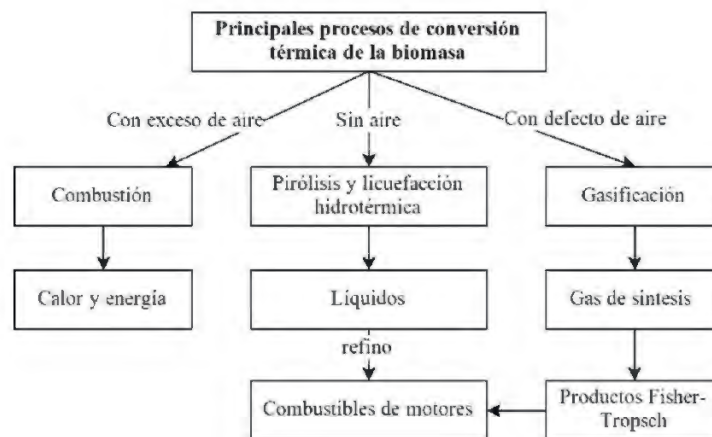 Principales procesos de conversión
térmica de la biomasa
Con exceso de aire
Sin aire
Con defecto de aire
Combustión
Pirólisis y licuefacción
hidrotérmica
Gasificación
Calor y energía
Líquidos
Gas de síntesis
refino
Combustibles de motores
Productos Fisher-
Tropsch